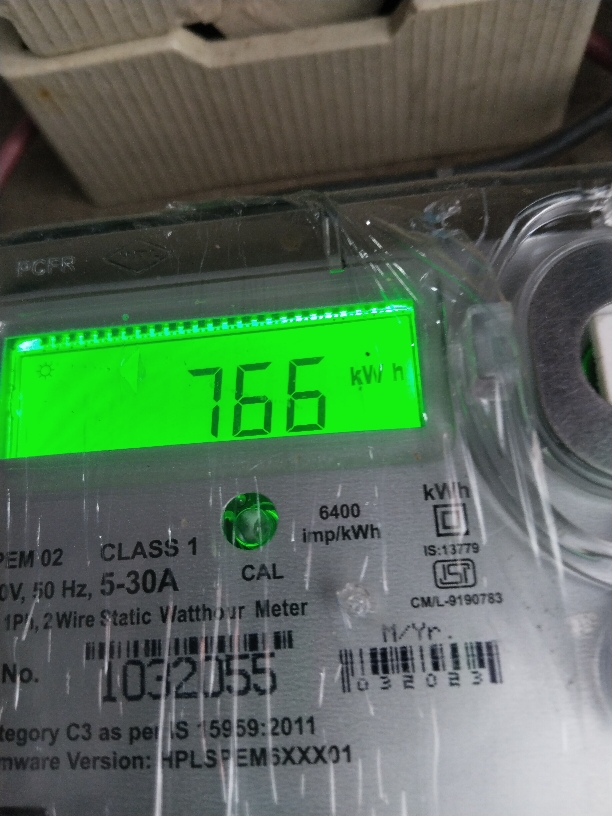 PCFR
766 kWh
6400
imp/kWh
kWh
IS:13779
CM/L-9190783
PEM 02 CLASS 1
0V, 50 Hz, 5-30A
CAL
1Ph, 2 Wire Static Watthour Meter
M/Yr.
No. 1032055
032023
tegory C3 as per IS 15959:2011
mware Version: HPLSPEM6XXX01